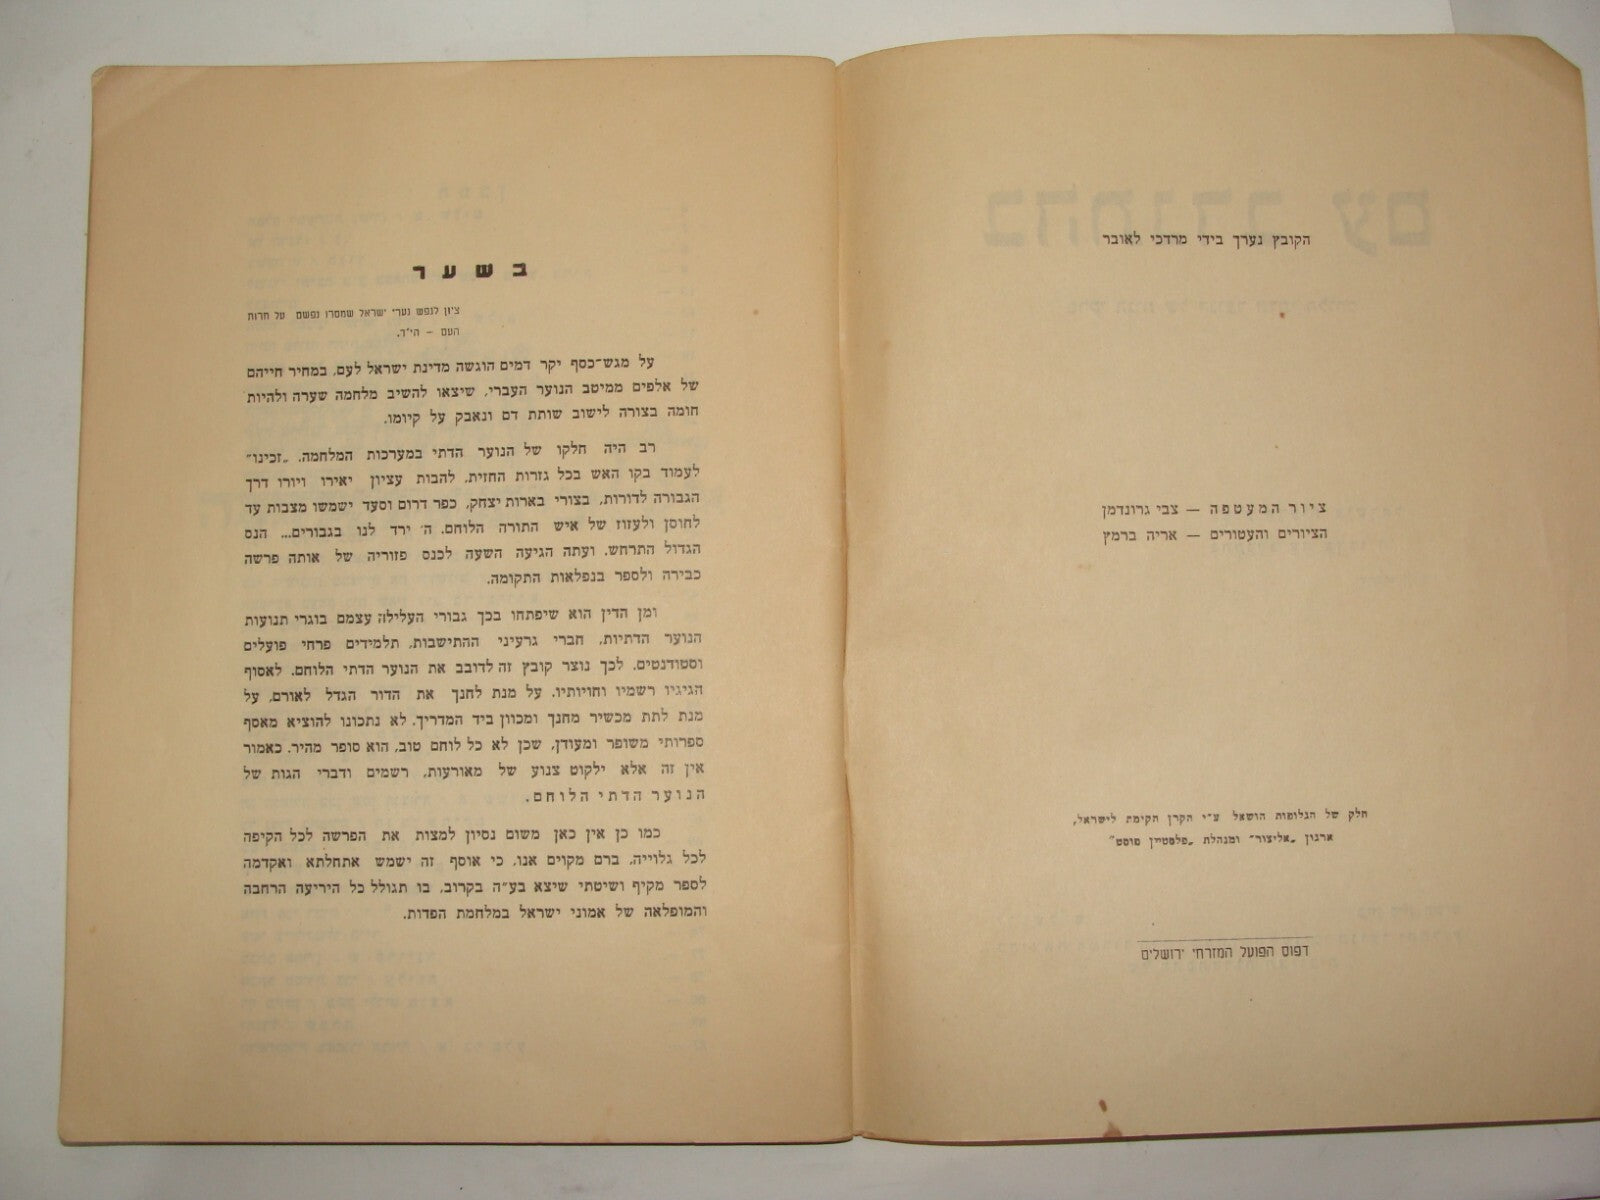 הקובץ נערך בידי מרדכי לאובר
ציור המעטפה — צבי גרונדמן
הציורים והעטורים — אריה ברמץ
חלק של הגלופות הושאל ע"י הקרן הקימת לישראל,
ארגון „אליצור" ומנהלת „פלסטיין פוסט"
דפוס הפועל המזרחי ירושלים
בשער
ציון לנפש נערי ישראל שמסרו נפשם על חרות
העם – הי"ד.
על מגש־כסף יקר דמים הוגשה מדינת ישראל לעם, במחיר חייהם
של אלפים ממיטב הנוער העברי, שיצאו להשיב מלחמה שערה ולהיות
חומה בצורה לישוב שותת דם ונאבק על קיומו.
רב היה חלקו של הנוער הדתי במערכות המלחמה. „זכינו"
לעמוד בקו האש בכל גזרות החזית, להבות עציון יאירו ויורו דרך
הגבורה לדורות, בצורי בארות יצחק, כפר דרום וסעד ישמשו מצבות עד
לחוסן ולעזוז של איש התורה הלוחם. ה' ירד לנו בגבורים... הנס
הגדול התרחש, ועתה הגיעה השעה לכנס פזוריה של אותה פרשה
כבירה ולספר בנפלאות התקומה.
ומן הדין הוא שיפתחו בכך גבורי העלילה עצמם בוגרי תנועות
הנוער הדתיות, חברי גרעיני ההתישבות, תלמידים פרחי פועלים
וסטודנטים. לכך נוצר קובץ זה לדובב את הנוער הדתי הלוחם. לאסוף
הגיגיו רשמיו וחויותיו. על מנת לחנך את הדור הגדל לאורם, על
מנת לתת מכשיר מחנך ומכוון ביד המדריך. לא נתכונו להוציא מאסף
ספרותי משופר ומעודן, שכן לא כל לוחם טוב, הוא סופר מהיר. כאמור
אין זה אלא ילקוט צנוע של מאורעות, רשמים ודברי הגות של
הנוער הדתי הלוחם.
כמו כן אין כאן משום נסיון למצות את הפרשה לכל הקיפה
לכל גלוייה, ברם מקוים אנו, כי אוסף זה ישמש אתחלתא ואקדמה
לספר מקיף ושיטתי שיצא בע"ה בקרוב, בו תגולל כל היריעה הרחבה
והמופלאה של אמוני ישראל במלחמת הפדות.